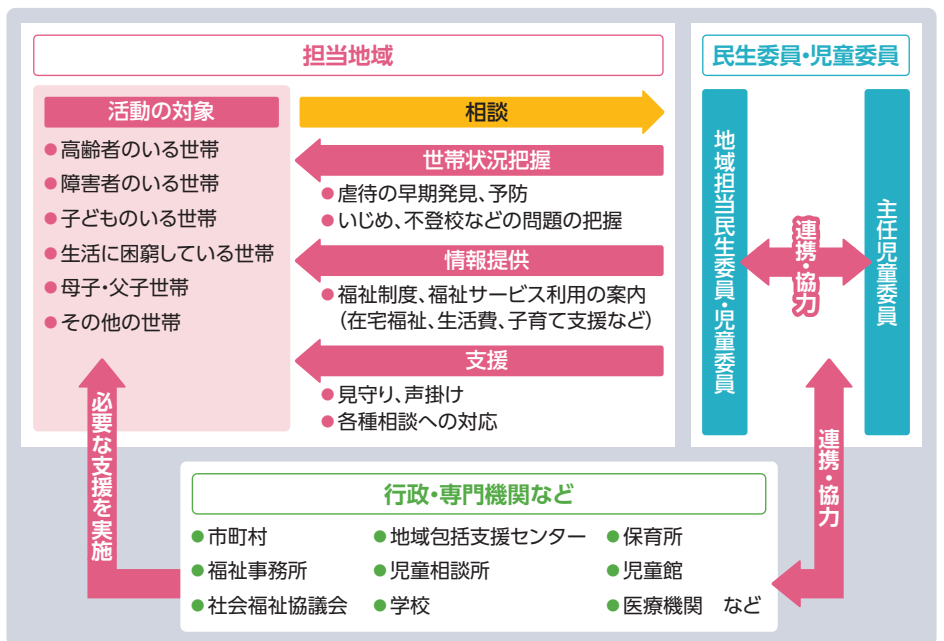 担当地域
活動の対象
●高齢者のいる世帯
●障害者のいる世帯
●子どものいる世帯
●生活に困窮している世帯
●母子・父子世帯
●その他の世帯
相談
世帯状況把握
●虐待の早期発見、予防
●いじめ、不登校などの問題の把握
情報提供
●福祉制度、福祉サービス利用の案内
（在宅福祉、生活費、子育て支援など）
支援
●見守り、声掛け
●各種相談への対応
民生委員・児童委員
地域担当民生委員・児童委員
連携・協力
主任児童委員
必要な支援を実施
連携・協力
行政・専門機関など
●市町村
●福祉事務所
●社会福祉協議会
●地域包括支援センター
●児童相談所
●学校
●保育所
●児童館
●医療機関　など